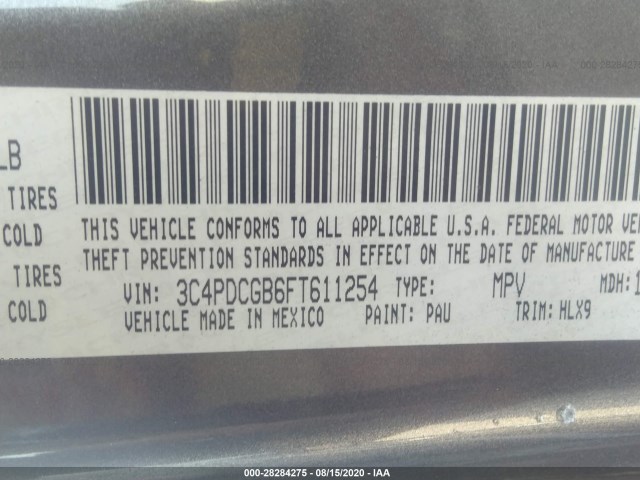 LB
TIRES
COLD
TIRES
COLD
THIS VEHICLE CONFORMS TO ALL APPLICABLE U.S.A. FEDERAL MOTOR VE
THEFT PREVENTION STANDARDS IN EFFECT ON THE DATE OF MANUFACTURE
VIN: 3C4PDCGB6FT611254 TYPE: MPV MDH:1
VEHICLE MADE IN MEXICO PAINT: PAU TRIM: HLX9
000-28284275 - 08/15/2020 - IAA